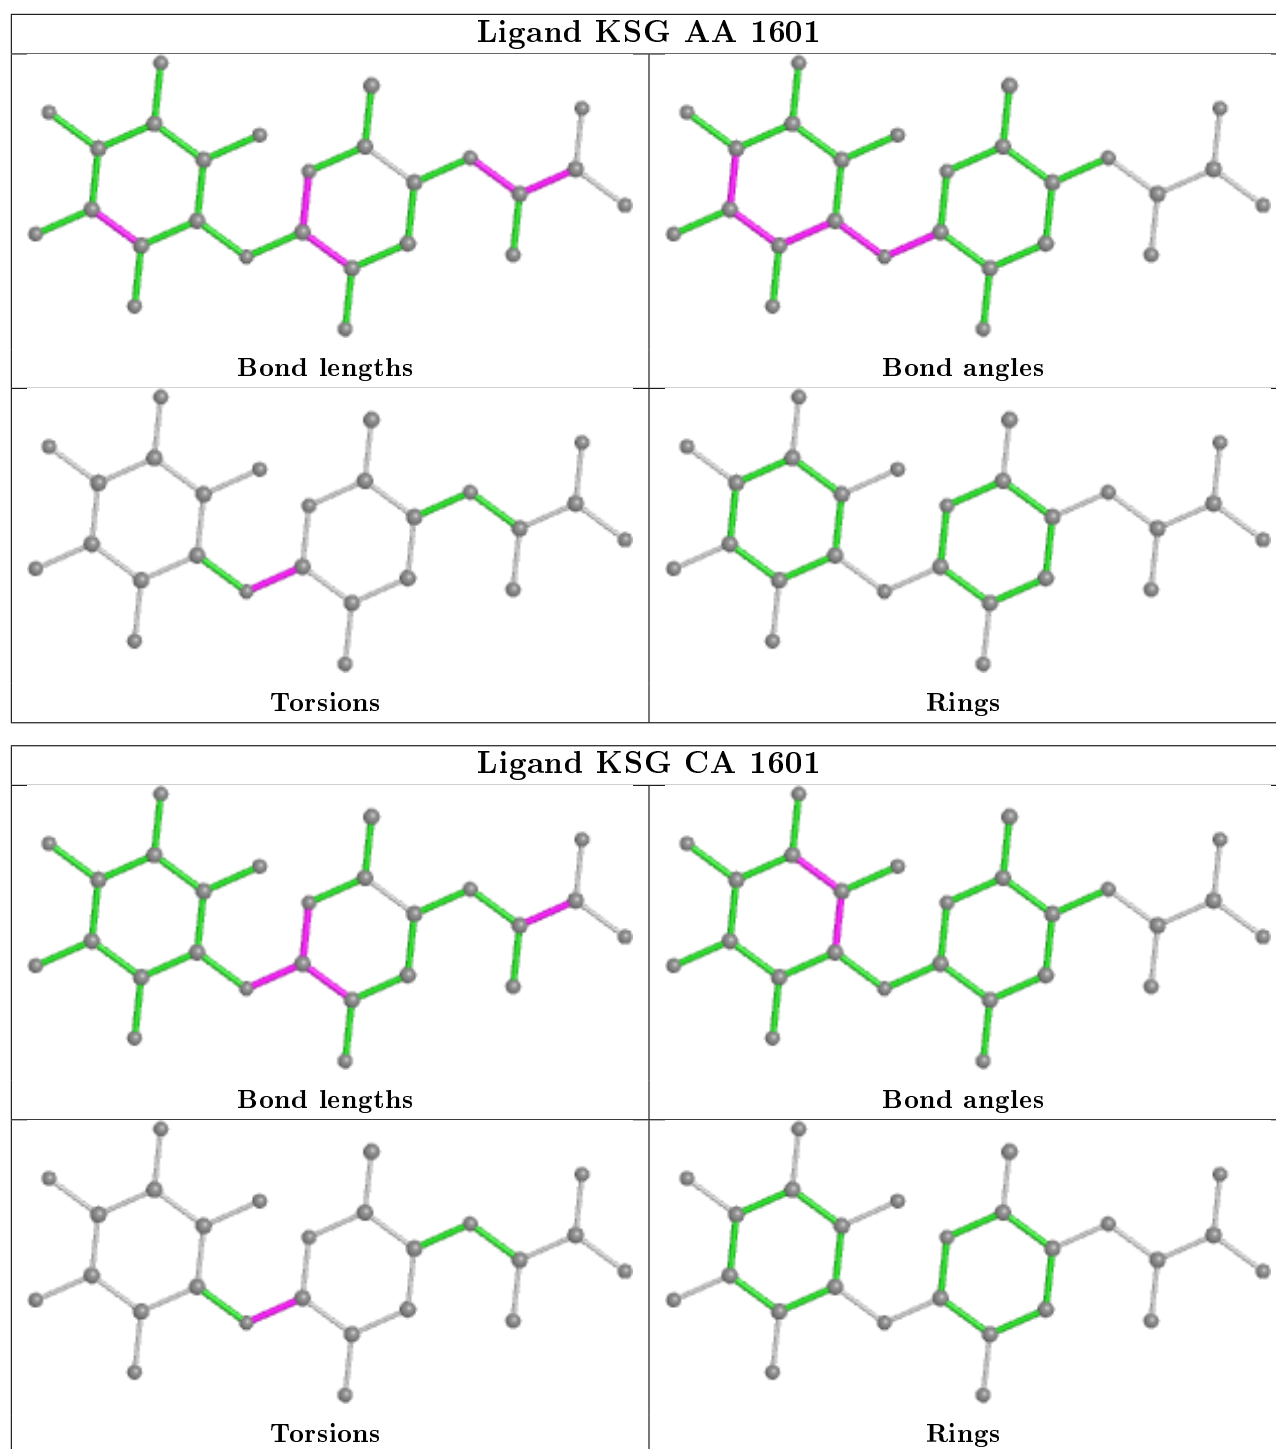 Ligand KSG AA 1601
Bond lengths
Bond angles
Torsions
Rings
Ligand KSG CA 1601
Bond lengths
Bond angles
Torsions
Rings